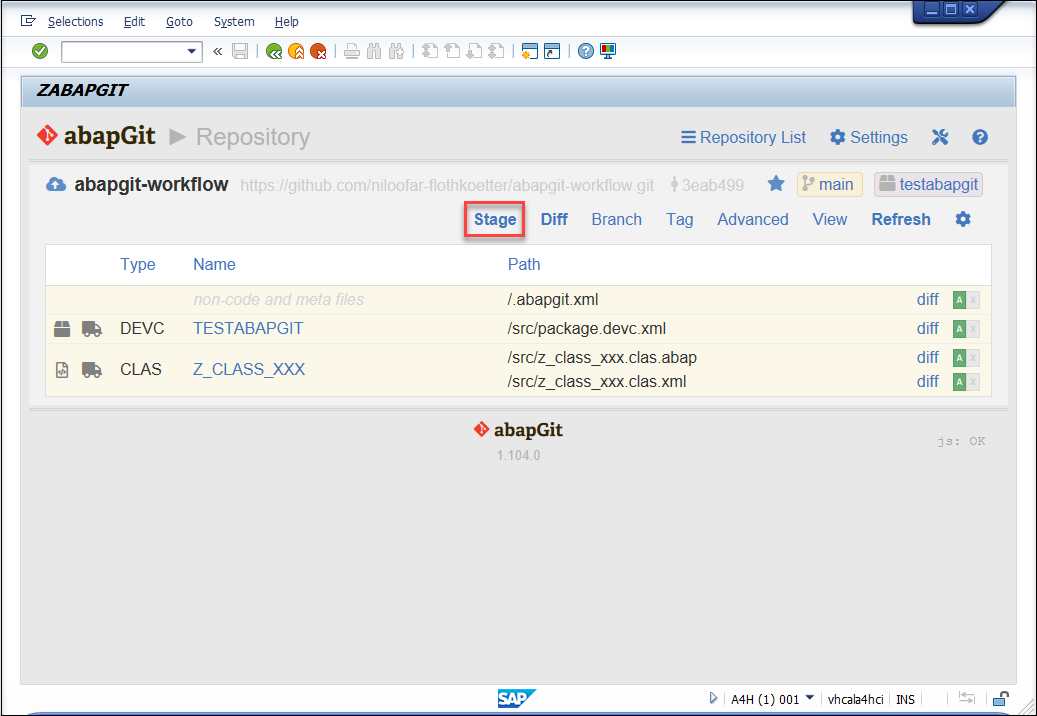 Selections Edit Goto System Help
«
ZABAPGIT
abapGit Repository Repository List Settings
abapgit-workflow https://github.com/niloofar-flothkoetter/abapgit-workflow.git 3eab499 main testabapgit
Stage Diff Branch Tag Advanced View Refresh
Type Name Path
non-code and meta files /.abapgit.xml diff A X
DEVC TESTABAPGIT /src/package.devc.xml diff A X
CLAS Z_CLASS_XXX /src/z_class_xxx.clas.abap diff A X
/src/z_class_xxx.clas.xml diff A X
abapGit
1.104.0
js: OK
SAP A4H (1) 001 vhcala4hci INS